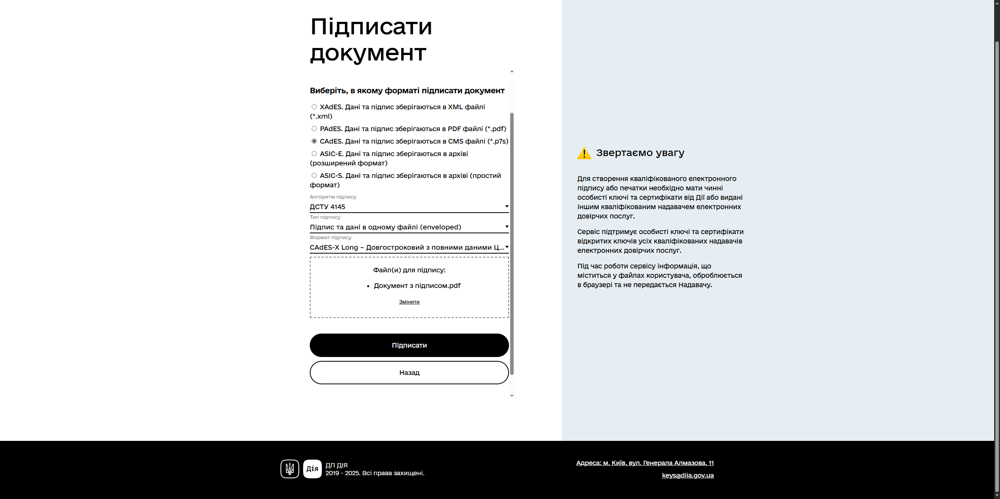 Підписати
документ
Виберіть, в якому форматі підписати документ
XAdES. Дані та підпис зберігаються в XML файлі
(*.xml)
PAdES. Дані та підпис зберігаються в PDF файлі (*.pdf)
CAdES. Дані та підпис зберігаються в CMS файлі (*.p7s)
ASIC-E. Дані та підпис зберігаються в архіві
(розширений формат)
ASIC-S. Дані та підпис зберігаються в архіві (простий
формат)
Алгоритм підпису
ДСТУ 4145
Тип підпису
Підпис та дані в одному файлі (enveloped)
Формат підпису
CAdES-X Long – Довгостроковий з повними даними Ц...
Файл(и) для підпису:
• Документ з підписом.pdf
Змінити
Підписати
Назад
Звертаємо увагу
Для створення кваліфікованого електронного
підпису або печатки необхідно мати чинні
особисті ключі та сертифікати від Дії або видані
іншим кваліфікованим надавачем електронних
довірчих послуг.
Сервіс підтримує особисті ключі та сертифікати
відкритих ключів усіх кваліфікованих надавачів
електронних довірчих послуг.
Під час роботи сервісу інформація, що
міститься у файлах користувача, оброблюється
в браузері та не передається Надавачу.
Дія
ДП ДІЯ
2019 - 2025. Всі права захищені.
Адреса: м. Київ, вул. Генерала Алмазова, 11
keys@diia.gov.ua